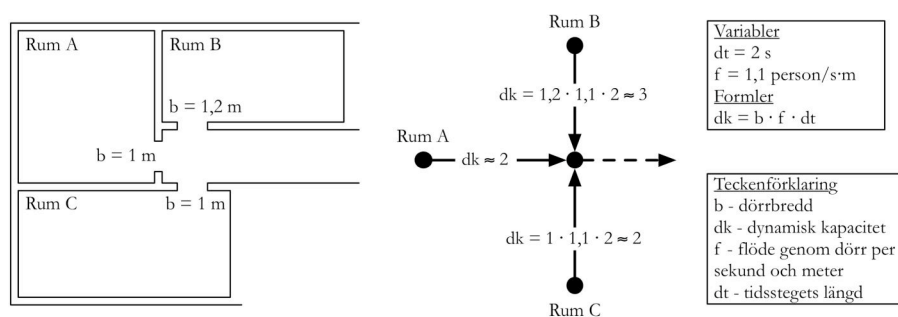 Rum A
Rum B
b = 1,2 m
b = 1 m
Rum C
b = 1 m
Rum B
dk = 1,2 · 1,1 · 2 ≈ 3
Rum A
dk ≈ 2
dk = 1 · 1,1 · 2 ≈ 2
Rum C
Variabler
dt = 2 s
f = 1,1 person/s·m
Formler
dk = b · f · dt
Teckenförklaring
b - dörrbredd
dk - dynamisk kapacitet
f - flöde genom dörr per
sekund och meter
dt - tidsstegets längd